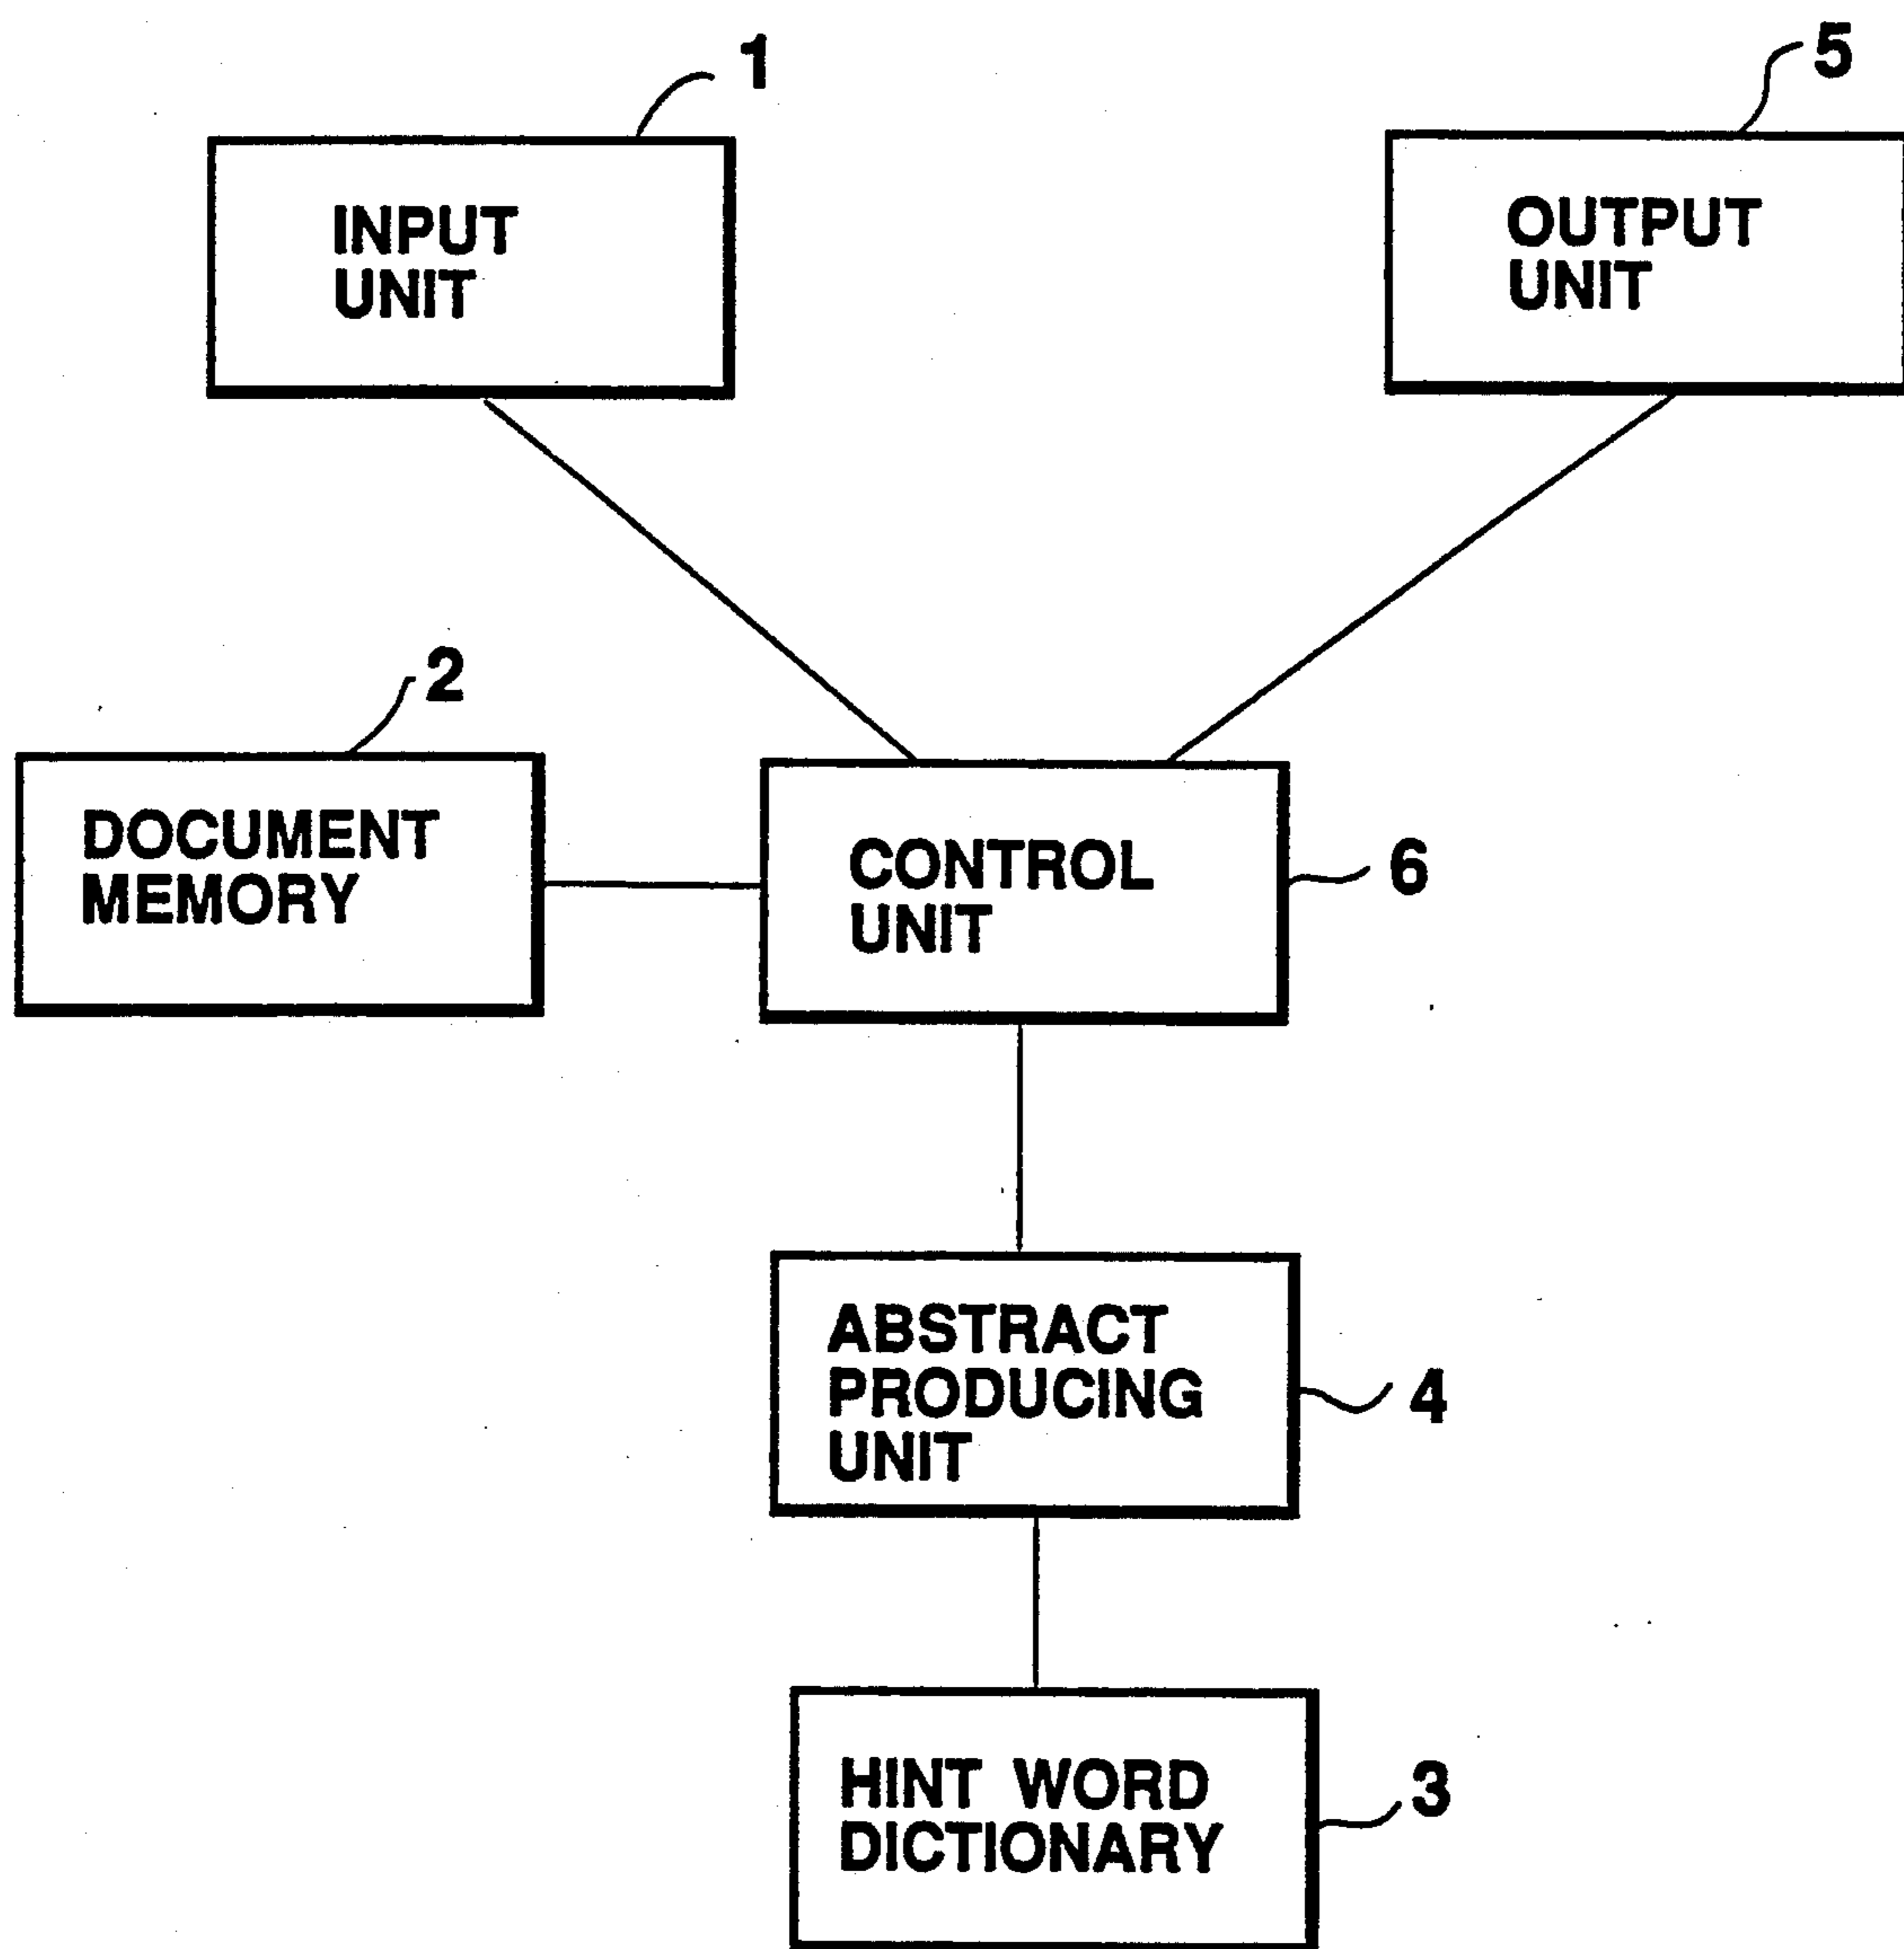 1
5
INPUT
UNIT
OUTPUT
UNIT
2
DOCUMENT
MEMORY
CONTROL
UNIT
6
ABSTRACT
PRODUCING
UNIT
4
HINT WORD
DICTIONARY
3